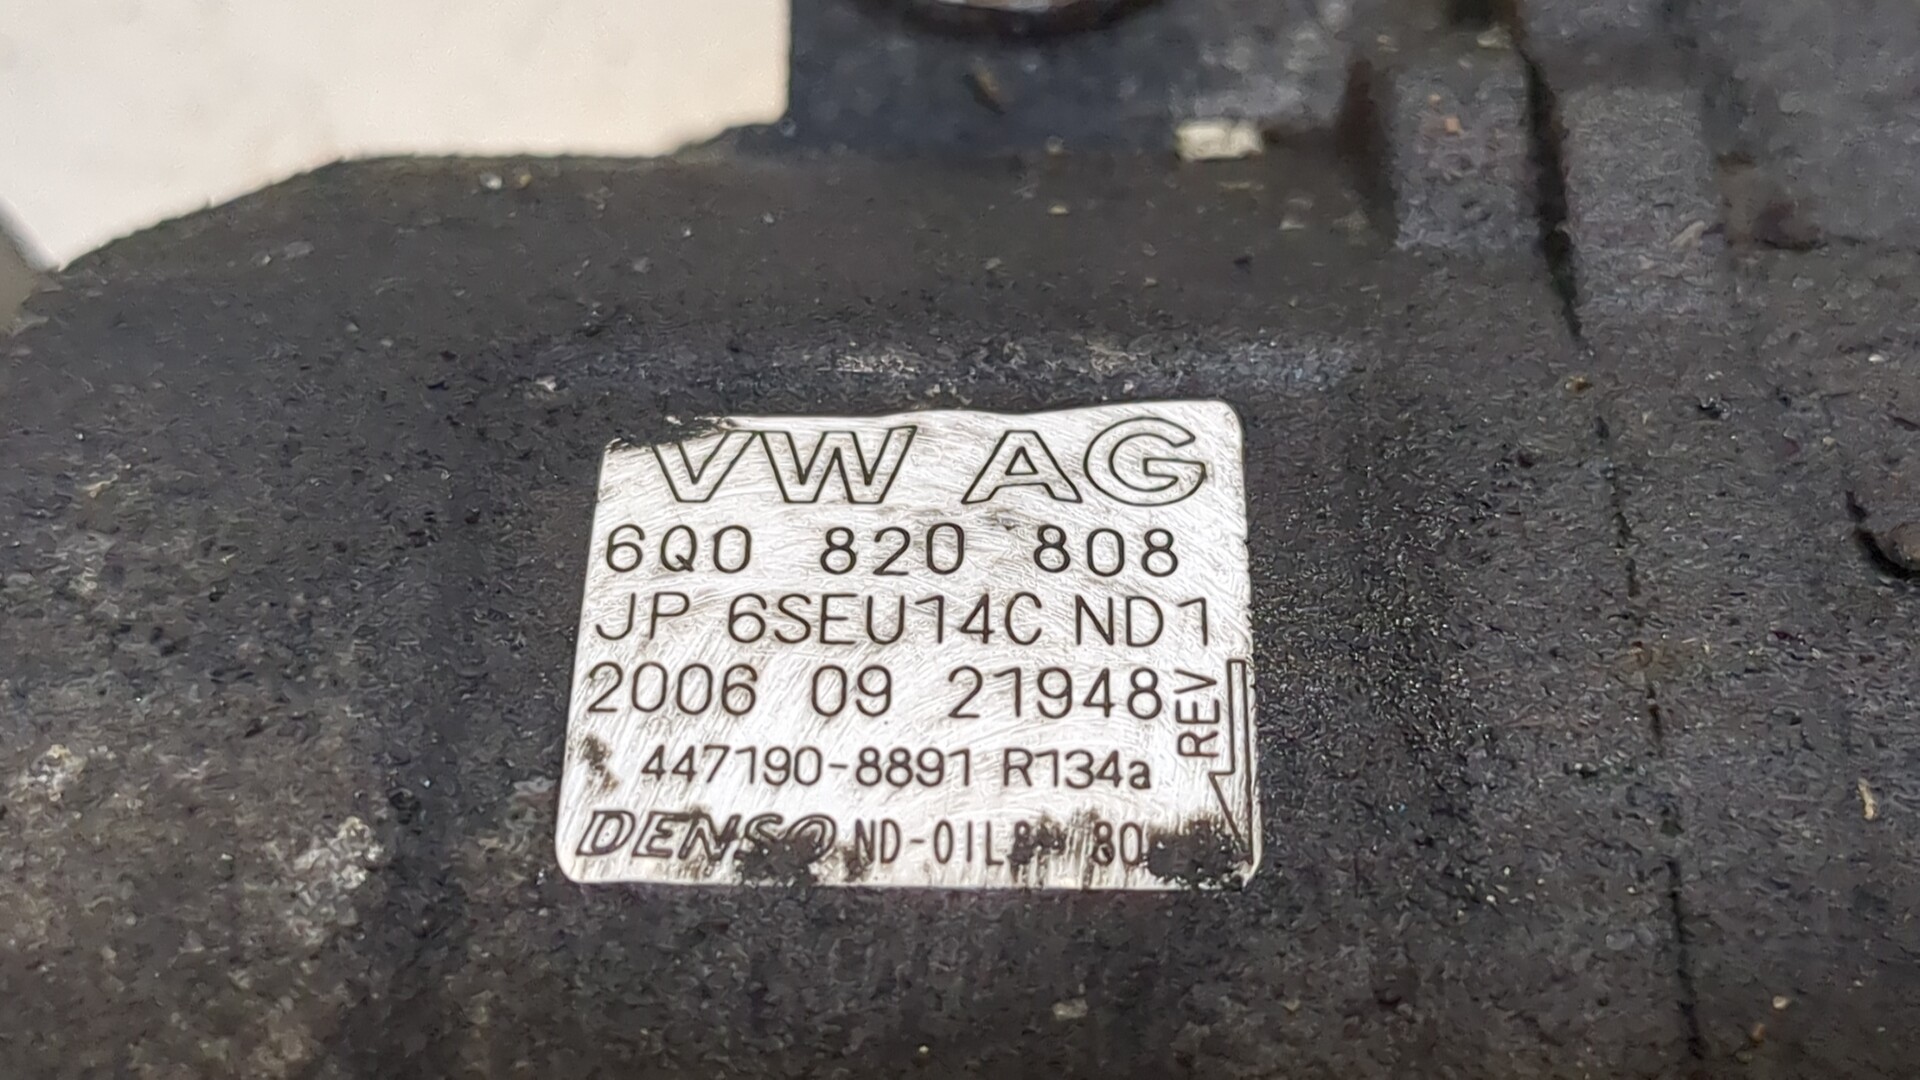 VW AG
6Q0 820 808
JP 6SEU14C ND1
2006 09 21948
REV
447190-8891 R134a
DENSO ND-OIL8 80